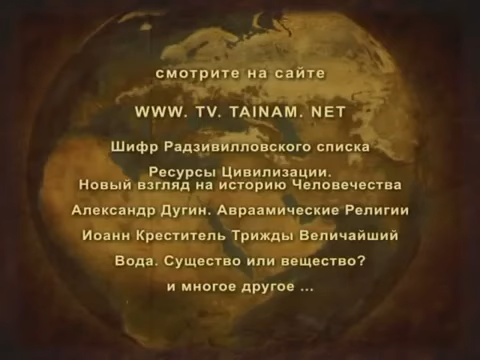 смотрите на сайте
WWW. TV. TAINAM. NET
Шифр Радзивилловского списка
Ресурсы Цивилизации.
Новый взгляд на историю Человечества
Александр Дугин. Авраамические Религии
Иоанн Креститель Трижды Величайший
Вода. Существо или вещество?
и многое другое ...